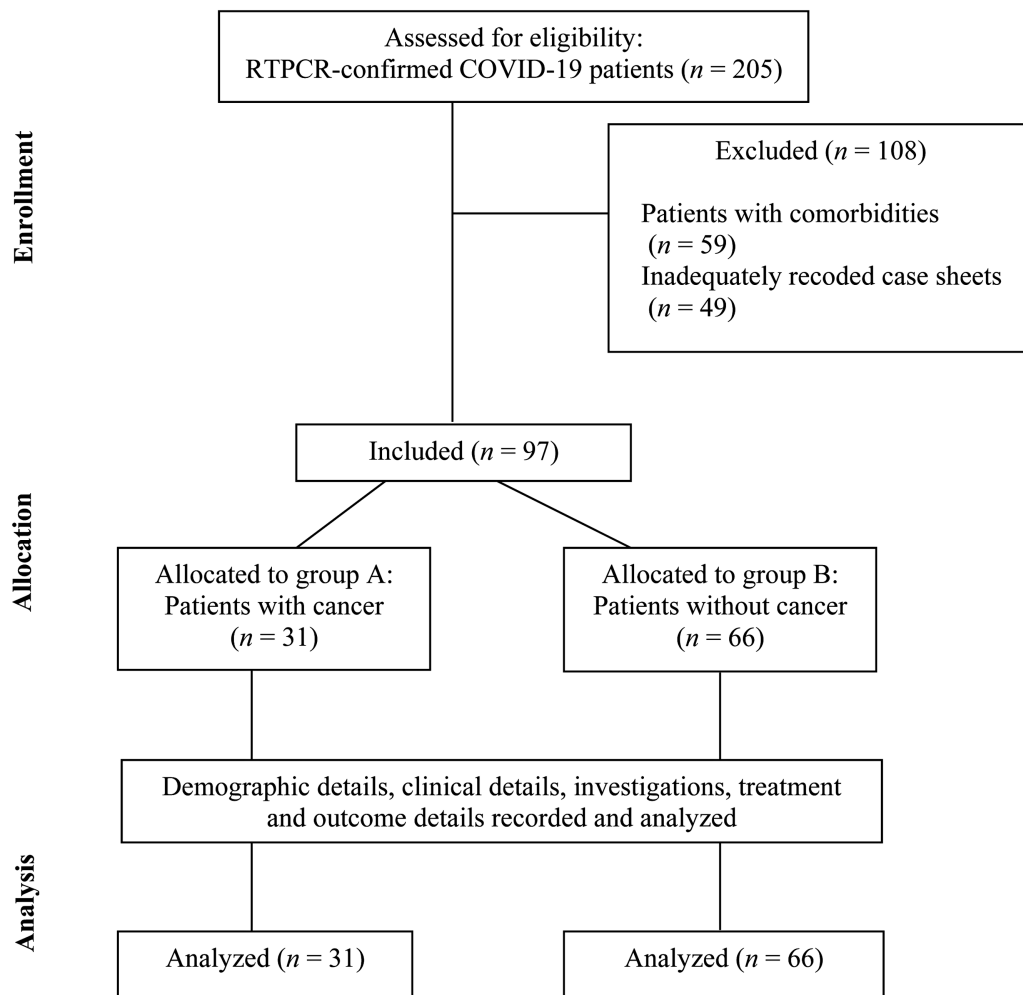 Assessed for eligibility:
RTPCR-confirmed COVID-19 patients (n = 205)
Enrollment
Excluded (n = 108)
Patients with comorbidities
(n = 59)
Inadequately recoded case sheets
(n = 49)
Included (n = 97)
Allocation
Allocated to group A:
Patients with cancer
(n = 31)
Allocated to group B:
Patients without cancer
(n = 66)
Demographic details, clinical details, investigations, treatment
and outcome details recorded and analyzed
Analysis
Analyzed (n = 31)
Analyzed (n = 66)